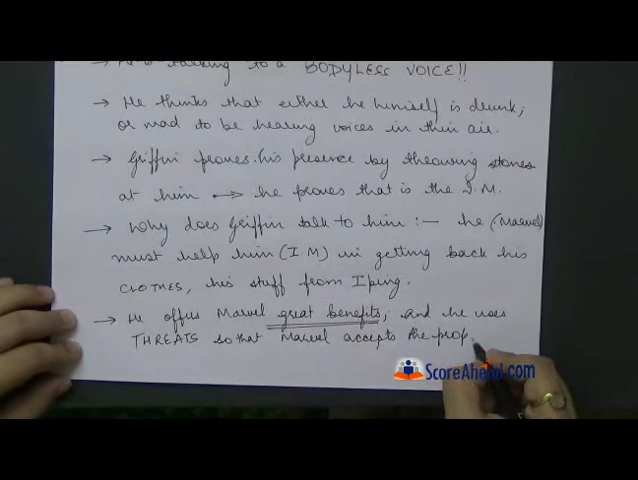 → He is talking to a BODYLESS VOICE!!
→ He thinks that either he himself is drunk;
or mad to be hearing voices in thin air.
→ Griffin proves his presence by throwing stones
at him → he proves that is the I.M.
→ Why does Griffin talk to him :— he (Marvel)
must help him (I.M) in getting back his
CLOTHES, his stuff from Iping.
→ He offers Marvel great benefits, and he uses
THREATS so that Marvel accepts the prop
ScoreAhead.com